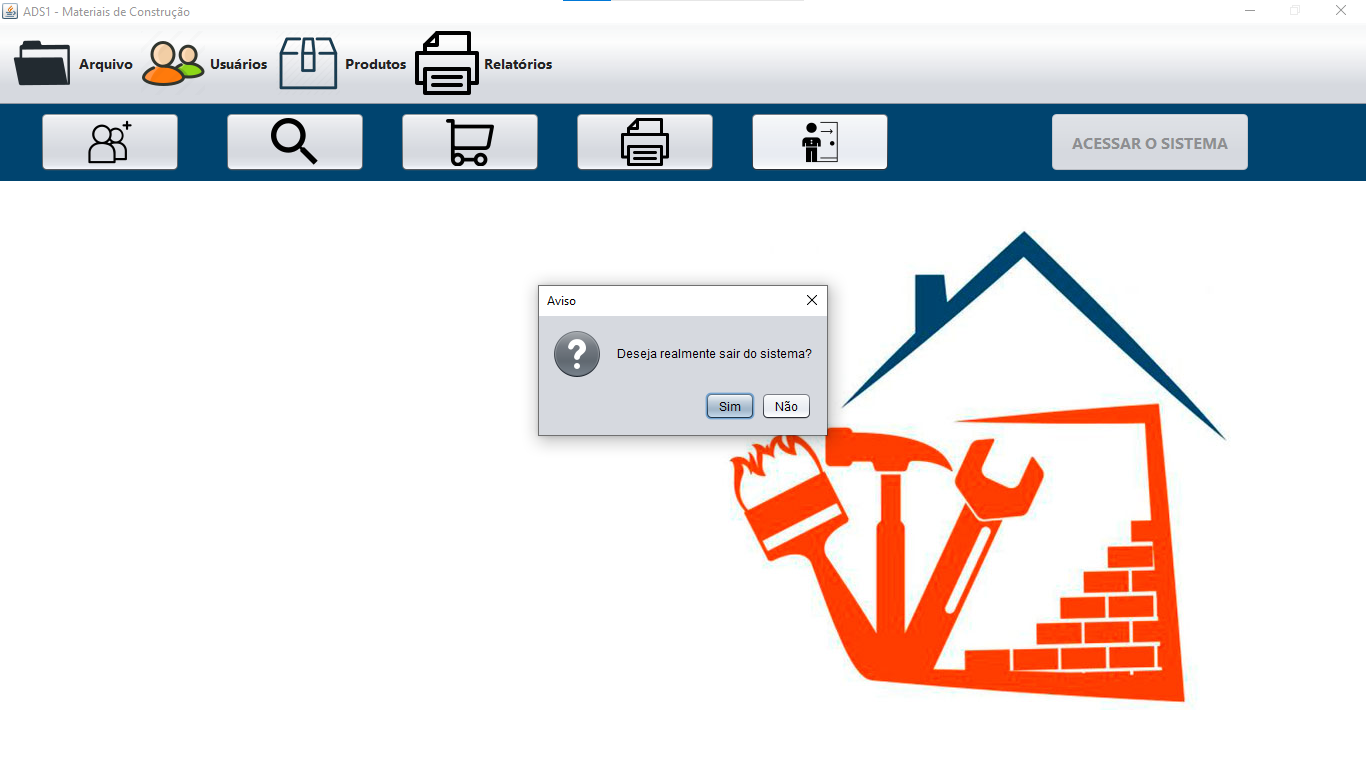 ADS1 - Materiais de Construção
Arquivo
Usuários
Produtos
Relatórios
ACESSAR O SISTEMA
Aviso
Deseja realmente sair do sistema?
Sim
Não